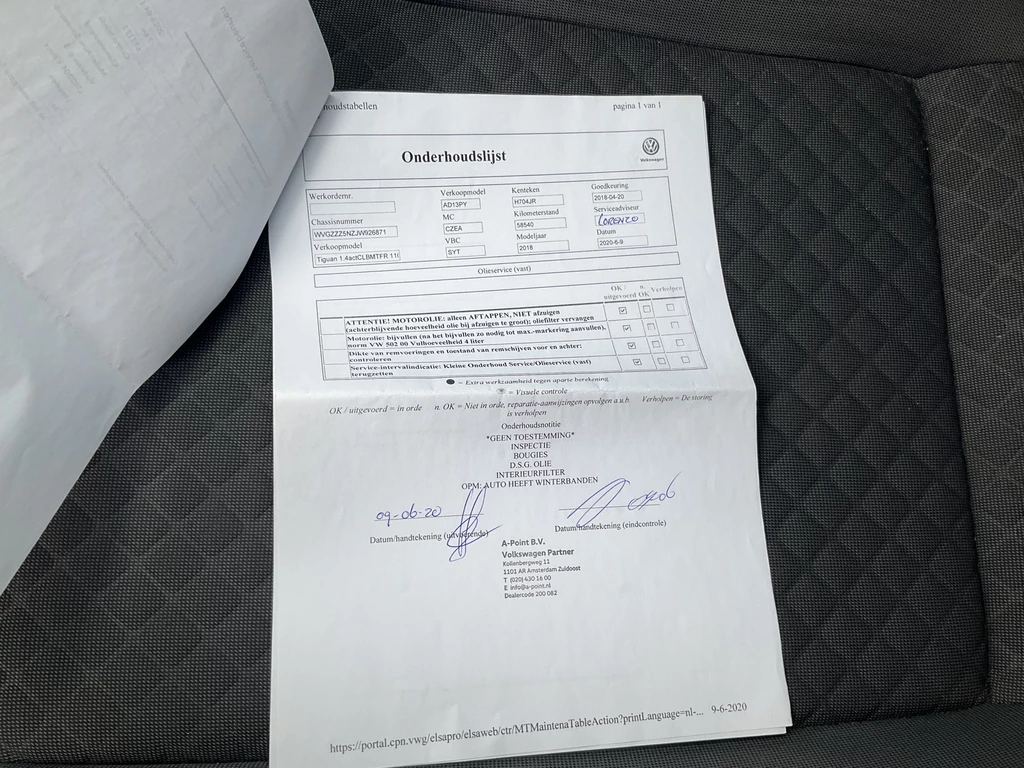 houdstabellen
pagina 1 van 1
Onderhoudslijst
Volkswagen
Werkordernr.
Verkoopmodel
AD13PY
Kenteken
H704JR
Goedkeuring
2018-04-20
Chassisnummer
WVGZZZ5NZJW926871
MC
CZEA
Kilometerstand
58540
Serviceadviseur
LORENZO
Verkoopmodel
Tiguan 1.4actCLBMTFR 110
VBC
SYT
Modeljaar
2018
Datum
2020-6-9
Olieservice (vast)
OK / uitgevoerd
n. OK
Verholpen
ATTENTIE! MOTOROLIE: alleen AFTAPPEN, NIET afzuigen
(achterblijvende hoeveelheid olie bij afzuigen te groot); oliefilter vervangen
Motorolie: bijvullen (na het bijvullen zo nodig tot max.-markering aanvullen),
norm VW 502 00 Vulhoeveelheid 4 liter
Dikte van remvoeringen en toestand van remschijven voor en achter:
controleren
Service-intervalindicatie: Kleine Onderhoud Service/Olieservice (vast)
terugzetten
= Extra werkzaamheid tegen aparte berekening
= Visuele controle
OK / uitgevoerd = in orde n. OK = Niet in orde, reparatie-aanwijzingen opvolgen a.u.b. Verholpen = De storing
is verholpen
Onderhoudsnotitie
*GEEN TOESTEMMING*
INSPECTIE
BOUGIES
D.S.G. OLIE
INTERIEURFILTER
OPM: AUTO HEEFT WINTERBANDEN
09-06-20
Datum/handtekening (uitvoerende)
Datum/handtekening (eindcontrole)
A-Point B.V.
Volkswagen Partner
Kollenbergweg 11
1101 AR Amsterdam Zuidoost
T (020) 430 16 00
E info@a-point.nl
Dealercode 200 082
https://portal.cpn.vwg/elsapro/elsaweb/ctr/MTMaintenaTableAction?printLanguage=nl-... 9-6-2020